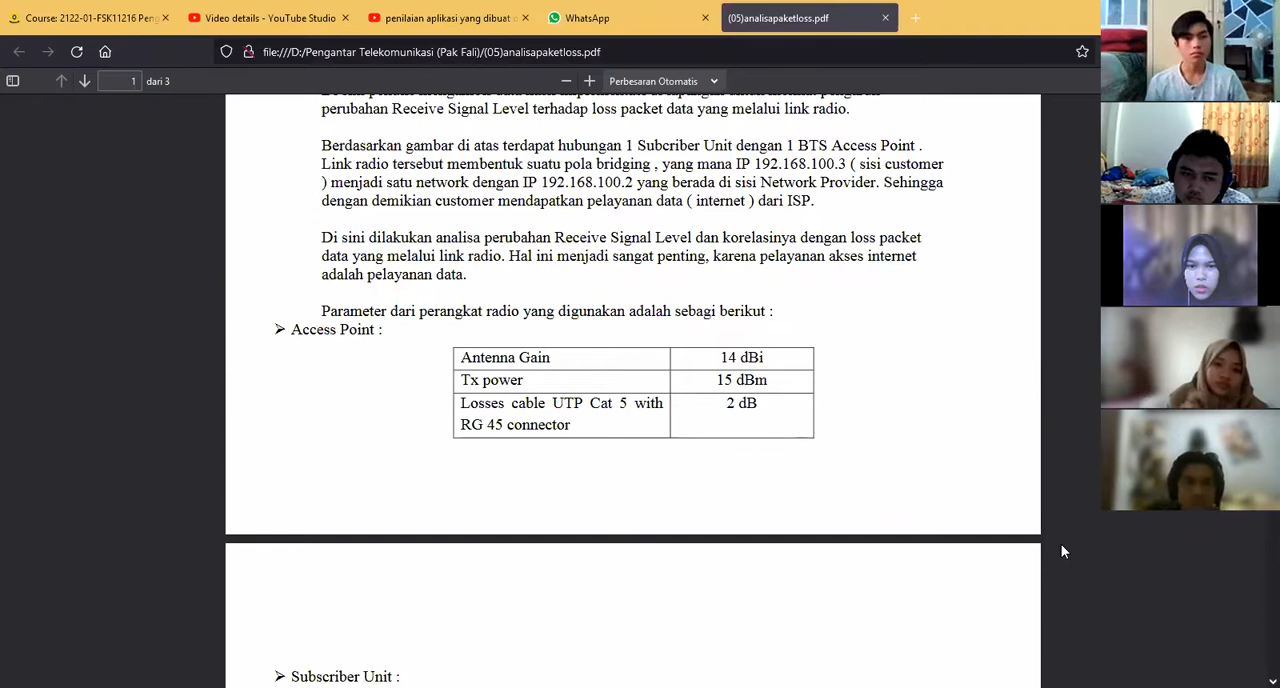 Course: 2122-01-FSK11216 Peng
Video details - YouTube Studio
penilaian aplikasi yang dibuat o
WhatsApp
(05)analisapaketloss.pdf
file:///D:/Pengantar Telekomunikasi (Pak Fali)/(05)analisapaketloss.pdf
1 dari 3
Perbesaran Otomatis
perubahan Receive Signal Level terhadap loss packet data yang melalui link radio.
Berdasarkan gambar di atas terdapat hubungan 1 Subcriber Unit dengan 1 BTS Access Point .
Link radio tersebut membentuk suatu pola bridging , yang mana IP 192.168.100.3 ( sisi customer
) menjadi satu network dengan IP 192.168.100.2 yang berada di sisi Network Provider. Sehingga
dengan demikian customer mendapatkan pelayanan data ( internet ) dari ISP.
Di sini dilakukan analisa perubahan Receive Signal Level dan korelasinya dengan loss packet
data yang melalui link radio. Hal ini menjadi sangat penting, karena pelayanan akses internet
adalah pelayanan data.
Parameter dari perangkat radio yang digunakan adalah sebagi berikut :
➢ Access Point :
Antenna Gain 14 dBi
Tx power 15 dBm
Losses cable UTP Cat 5 with 2 dB
RG 45 connector
➢ Subscriber Unit :